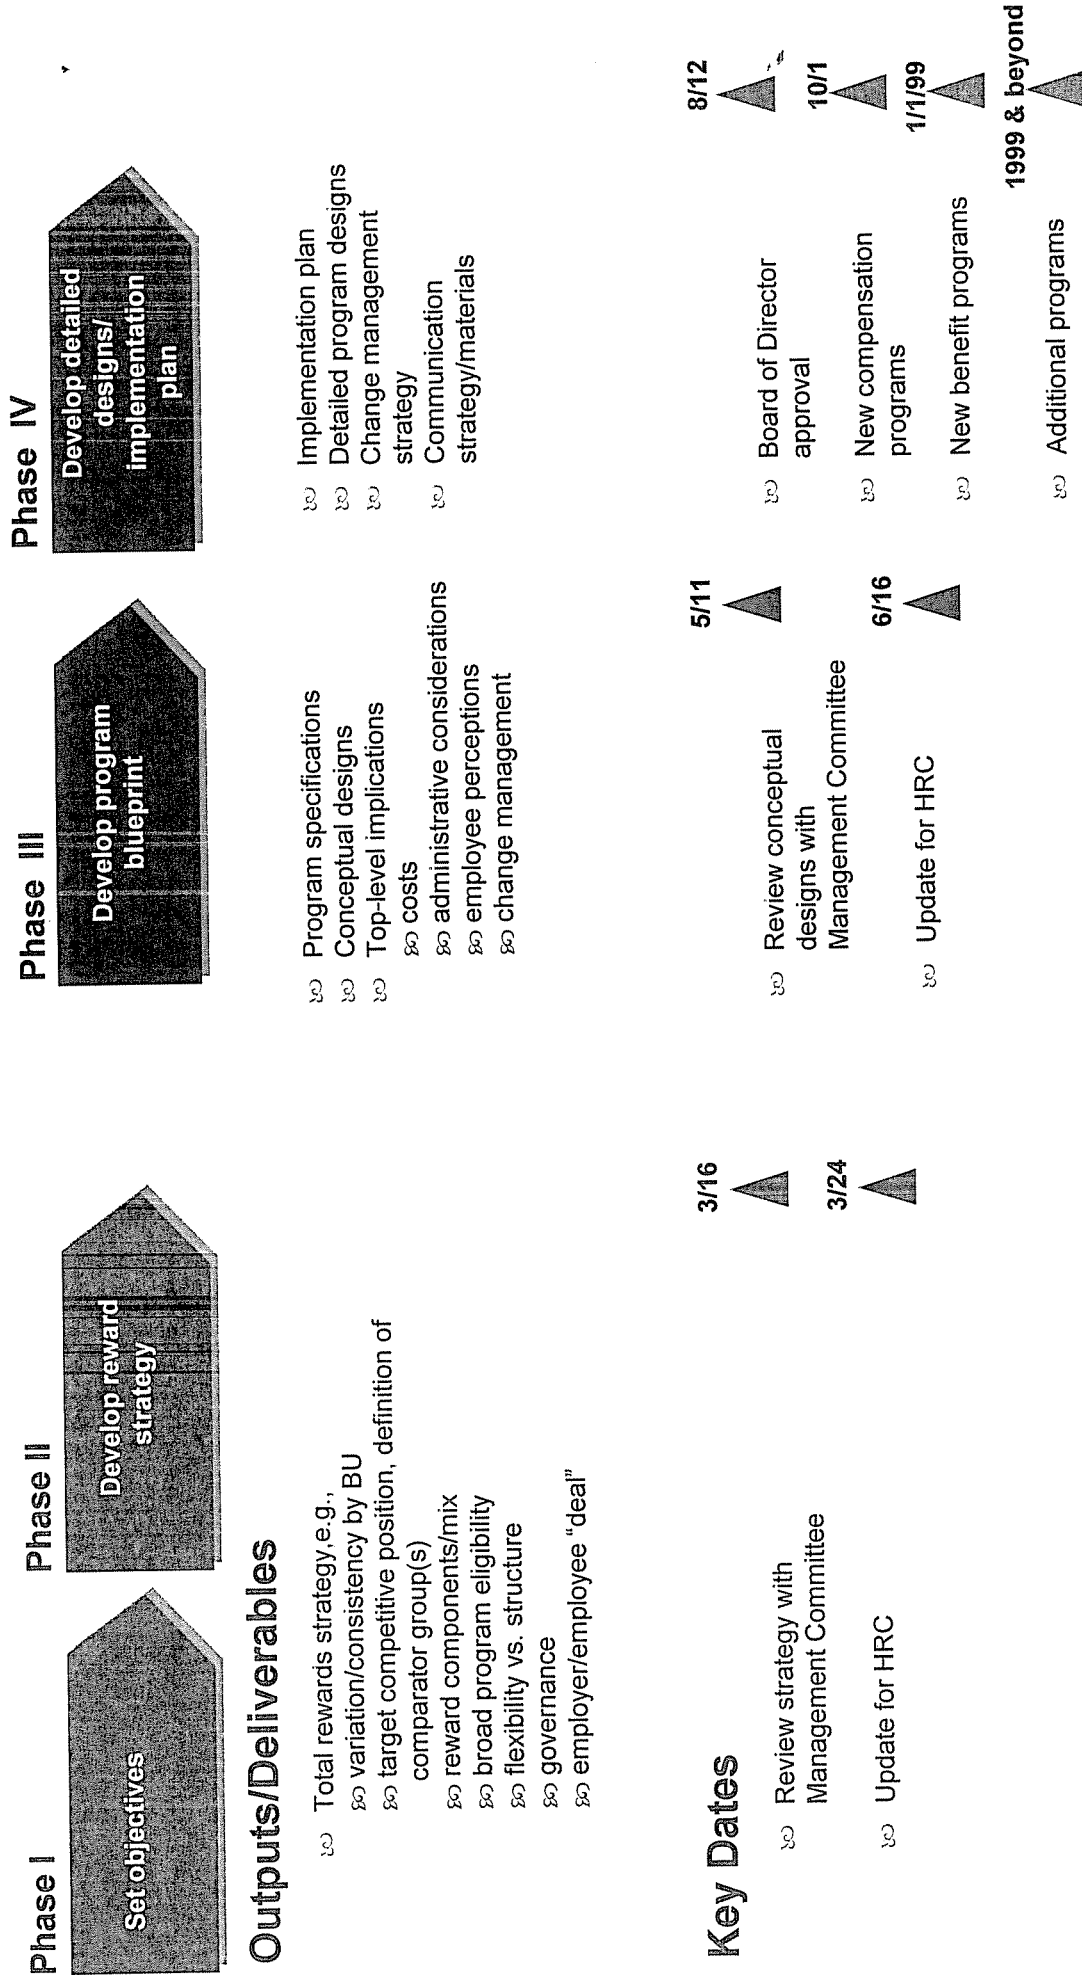 Phase I
Set objectives
Phase II
Develop reward
strategy
Phase III
Develop program
blueprint
Phase IV
Develop detailed
designs/
implementation
plan
Outputs/Deliverables
Total rewards strategy,e.g.,
variation/consistency by BU
target competitive position, definition of
comparator group(s)
reward components/mix
broad program eligibility
flexibility vs. structure
governance
employer/employee “deal”
Program specifications
Conceptual designs
Top-level implications
costs
administrative considerations
employee perceptions
change management
Implementation plan
Detailed program designs
Change management
strategy
Communication
strategy/materials
Key Dates
Review strategy with
Management Committee
3/16
Update for HRC
3/24
Review conceptual
designs with
Management Committee
5/11
Update for HRC
6/16
Board of Director
approval
8/12
New compensation
programs
10/1
New benefit programs
1/1/99
Additional programs
1999 & beyond